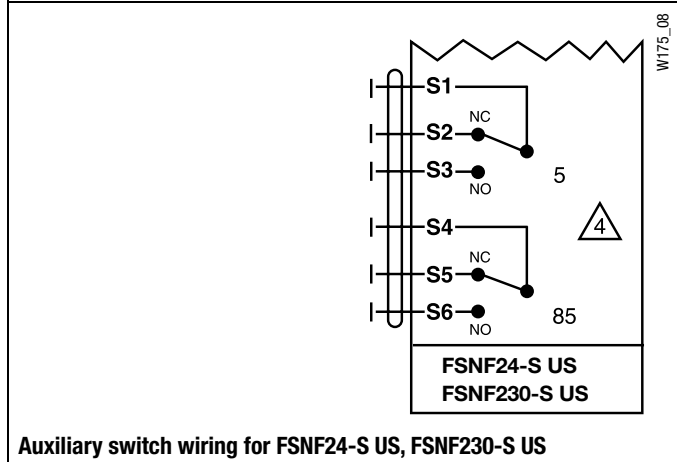 W175_08
S1
NC
S2
S3
NO
5
4
S4
NC
S5
S6
NO
85
FSNF24-S US
FSNF230-S US
Auxiliary switch wiring for FSNF24-S US, FSNF230-S US